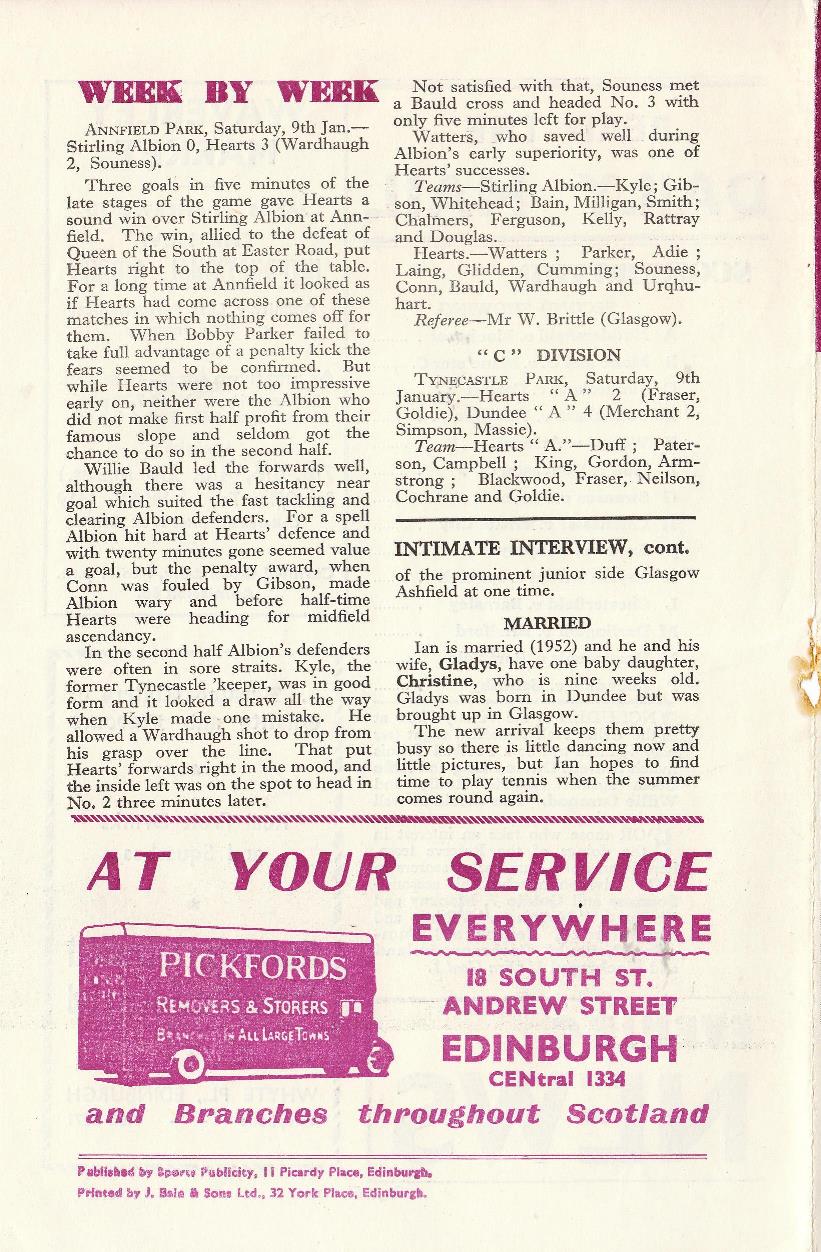 WEEK BY WEEK
ANNFIELD PARK, Saturday, 9th Jan.—
Stirling Albion 0, Hearts 3 (Wardhaugh
2, Souness).
Three goals in five minutes of the
late stages of the game gave Hearts a
sound win over Stirling Albion at Ann-
field. The win, allied to the defeat of
Queen of the South at Easter Road, put
Hearts right to the top of the table.
For a long time at Annfield it looked as
if Hearts had come across one of these
matches in which nothing comes off for
them. When Bobby Parker failed to
take full advantage of a penalty kick the
fears seemed to be confirmed. But
while Hearts were not too impressive
early on, neither were the Albion who
did not make first half profit from their
famous slope and seldom got the
chance to do so in the second half.
Willie Bauld led the forwards well,
although there was a hesitancy near
goal which suited the fast tackling and
clearing Albion defenders. For a spell
Albion hit hard at Hearts' defence and
with twenty minutes gone seemed value
a goal, but the penalty award, when
Conn was fouled by Gibson, made
Albion wary and before half-time
Hearts were heading for midfield
ascendancy.
In the second half Albion's defenders
were often in sore straits. Kyle, the
former Tynecastle 'keeper, was in good
form and it looked a draw all the way
when Kyle made one mistake. He
allowed a Wardhaugh shot to drop from
his grasp over the line. That put
Hearts' forwards right in the mood, and
the inside left was on the spot to head in
No. 2 three minutes later.
Not satisfied with that, Souness met
a Bauld cross and headed No. 3 with
only five minutes left for play.
Watters, who saved well during
Albion's early superiority, was one of
Hearts' successes.
Teams—Stirling Albion.—Kyle; Gib-
son, Whitehead; Bain, Milligan, Smith;
Chalmers, Ferguson, Kelly, Rattray
and Douglas.
Hearts.—Watters ; Parker, Adie ;
Laing, Glidden, Cumming; Souness,
Conn, Bauld, Wardhaugh and Urqhu-
hart.
Referee—Mr W. Brittle (Glasgow).
" C " DIVISION
TYNECASTLE PARK, Saturday, 9th
January.—Hearts " A " 2 (Fraser,
Goldie), Dundee " A " 4 (Merchant 2,
Simpson, Massie).
Team—Hearts " A."—Duff ; Pater-
son, Campbell ; King, Gordon, Arm-
strong ; Blackwood, Fraser, Neilson,
Cochrane and Goldie.
INTIMATE INTERVIEW, cont.
of the prominent junior side Glasgow
Ashfield at one time.
MARRIED
Ian is married (1952) and he and his
wife, Gladys, have one baby daughter,
Christine, who is nine weeks old.
Gladys was born in Dundee but was
brought up in Glasgow.
The new arrival keeps them pretty
busy so there is little dancing now and
little pictures, but Ian hopes to find
time to play tennis when the summer
comes round again.
AT YOUR SERVICE
EVERYWHERE
PICKFORDS
REMOVERS & STORERS
BRANCHES IN ALL LARGE TOWNS
18 SOUTH ST.
ANDREW STREET
EDINBURGH
CENtral 1334
and Branches throughout Scotland
Published by Sports Publicity, 11 Picardy Place, Edinburgh.
Printed by J. Bain & Sons Ltd., 32 York Place, Edinburgh.